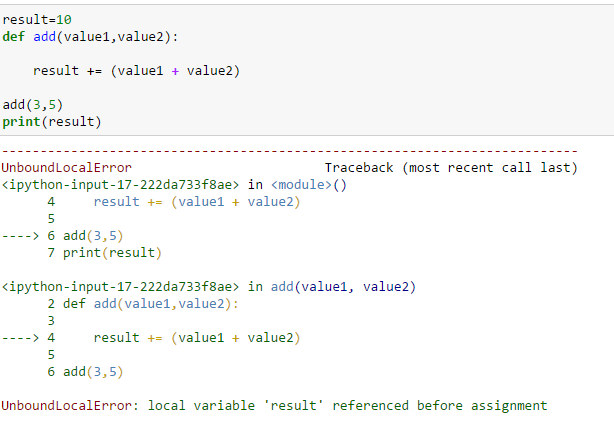 result=10
def add(value1,value2):
    result += (value1 + value2)
add(3,5)
print(result)
---------------------------------------------------------------------------
UnboundLocalError                         Traceback (most recent call last)
<ipython-input-17-222da733f8ae> in <module>()
      4     result += (value1 + value2)
      5
----> 6 add(3,5)
      7 print(result)
<ipython-input-17-222da733f8ae> in add(value1, value2)
      2 def add(value1,value2):
      3
----> 4     result += (value1 + value2)
      5
      6 add(3,5)
UnboundLocalError: local variable 'result' referenced before assignment